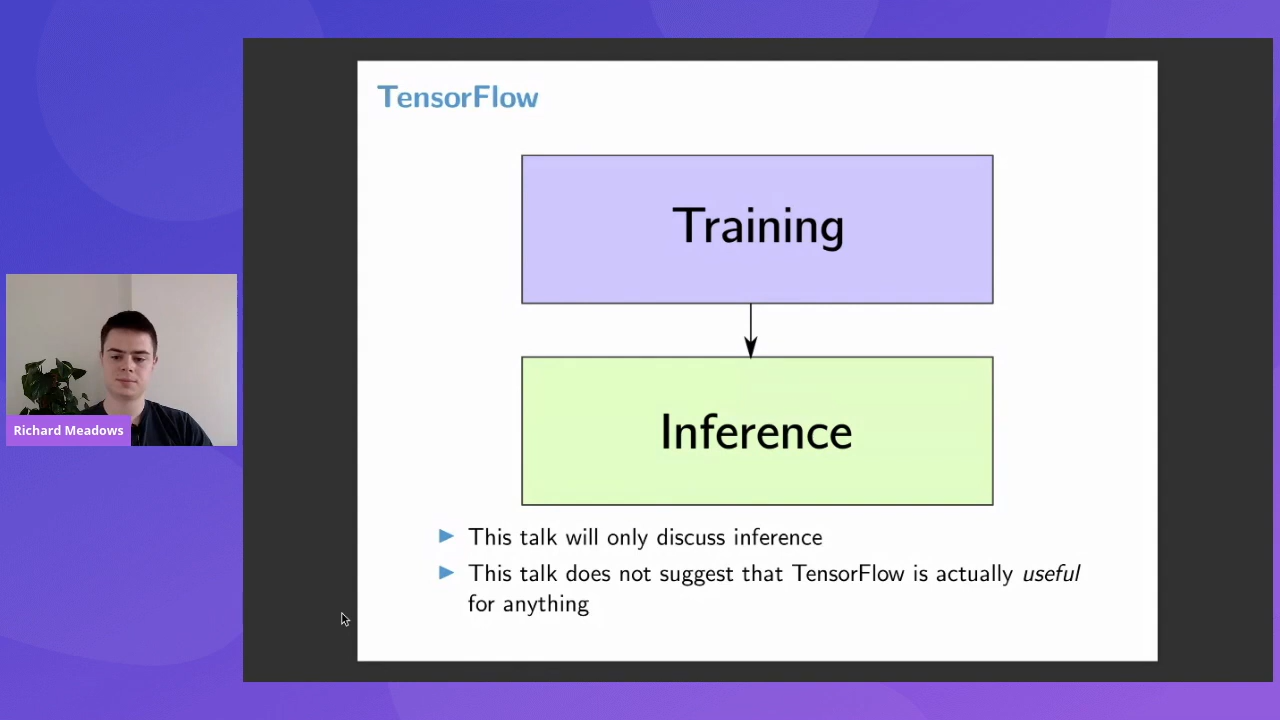 TensorFlow
Training
Inference
This talk will only discuss inference
This talk does not suggest that TensorFlow is actually useful
for anything
Richard Meadows